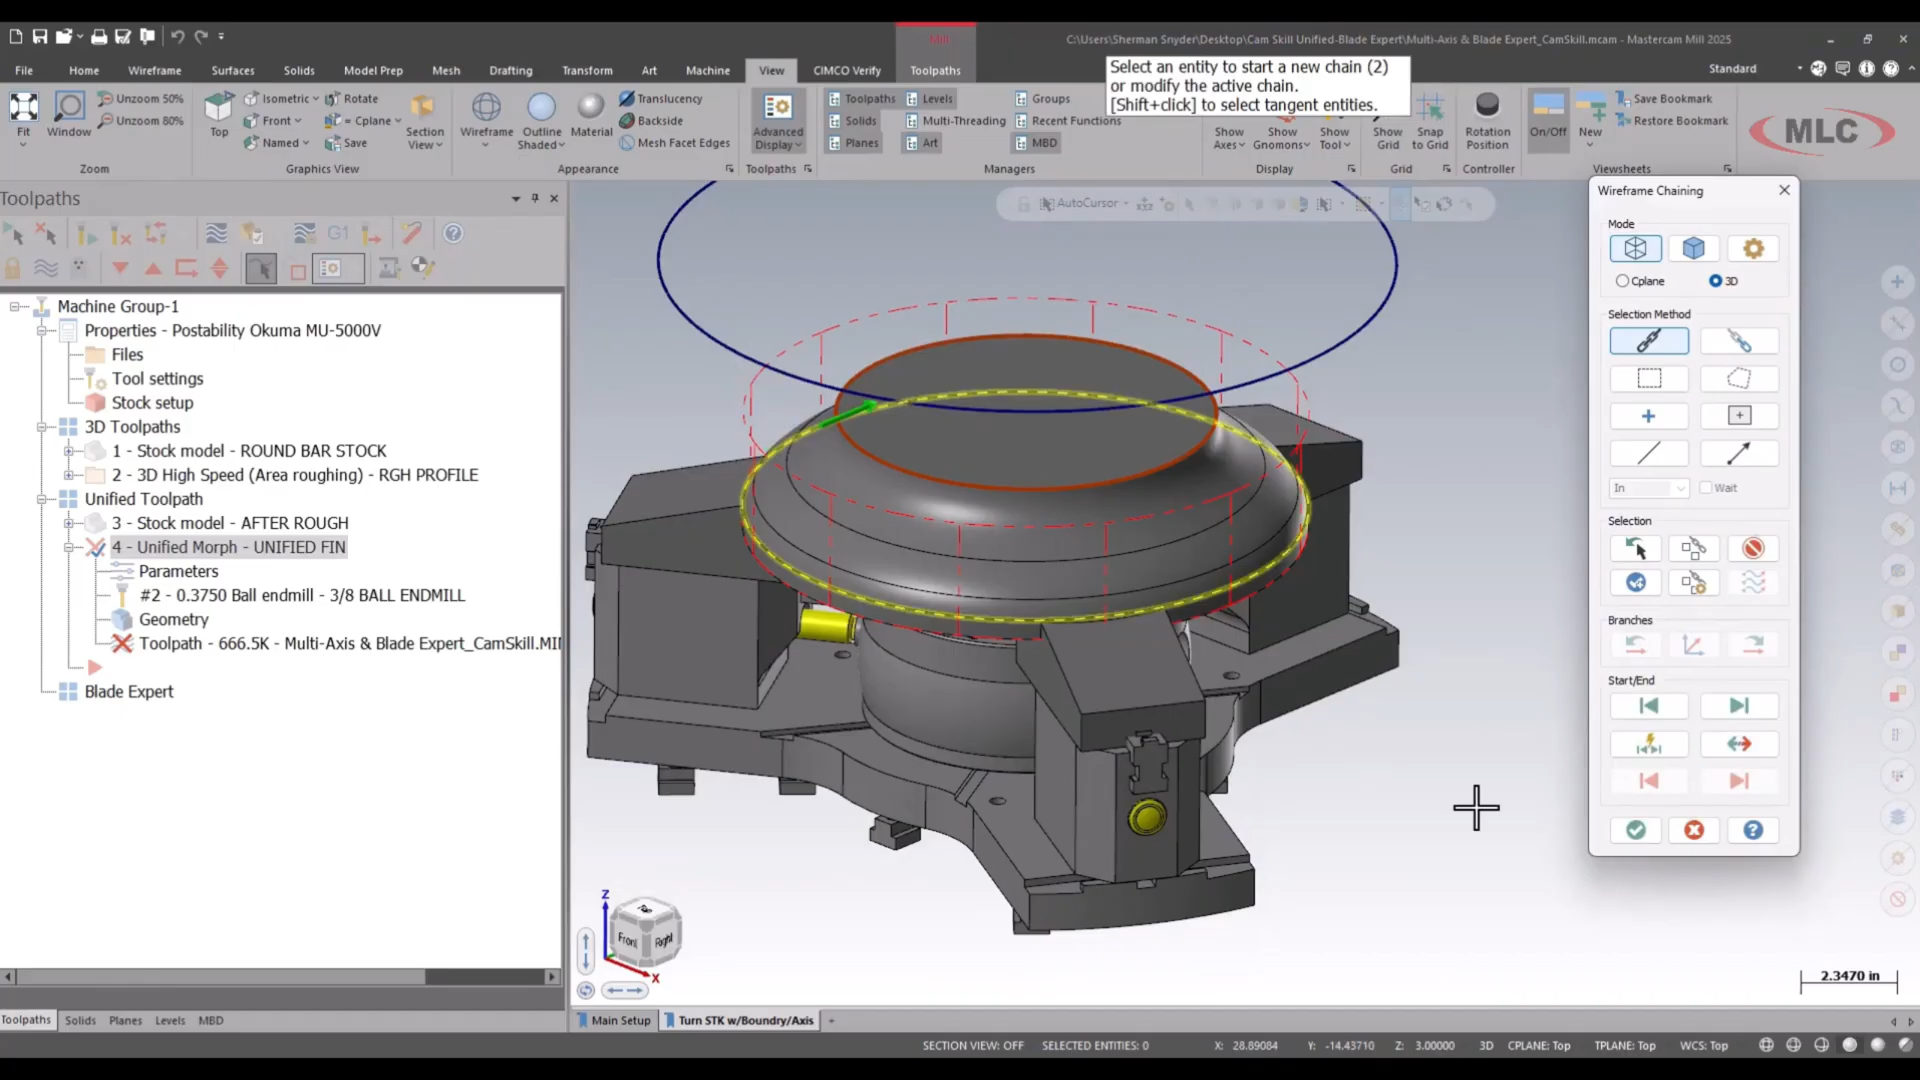 Mill
C:\Users\Sherman Snyder\Desktop\Cam Skill Unified-Blade Expert\Multi-Axis & Blade Expert_CamSkill.mcam - Mastercam Mill 2025
File Home Wireframe Surfaces Solids Model Prep Mesh Drafting Transform Art Machine View CIMCO Verify Toolpaths
Standard
Select an entity to start a new chain (2)
or modify the active chain.
[Shift+click] to select tangent entities.
Fit Window Unzoom 50% Unzoom 80%
Zoom
Top Isometric Front Named Rotate = Cplane Save Section View
Graphics View
Wireframe Outline Shaded Material Translucency Backside Mesh Facet Edges
Appearance
Advanced Display
Toolpaths
Toolpaths Solids Planes Levels Multi-Threading Art Groups Recent Functions MBD
Managers
Show Axes Show Gnomons Show Tool
Display
Show Grid Snap to Grid
Grid
Rotation Position
Controller
On/Off New Save Bookmark Restore Bookmark
Viewsheets
MLC
Toolpaths
G1
Machine Group-1
Properties - Postability Okuma MU-5000V
Files
Tool settings
Stock setup
3D Toolpaths
1 - Stock model - ROUND BAR STOCK
2 - 3D High Speed (Area roughing) - RGH PROFILE
Unified Toolpath
3 - Stock model - AFTER ROUGH
4 - Unified Morph - UNIFIED FIN
Parameters
#2 - 0.3750 Ball endmill - 3/8 BALL ENDMILL
Geometry
Toolpath - 666.5K - Multi-Axis & Blade Expert_CamSkill.MI
Blade Expert
Toolpaths Solids Planes Levels MBD
AutoCursor
Z
Front Right
X
2.3470 in
Main Setup Turn STK w/Boundry/Axis +
Wireframe Chaining
Mode
Cplane 3D
Selection Method
In Wait
Selection
Branches
Start/End
SECTION VIEW: OFF SELECTED ENTITIES: 0 X: 28.89084 Y: -14.43710 Z: 3.00000 3D CPLANE: Top TPLANE: Top WCS: Top